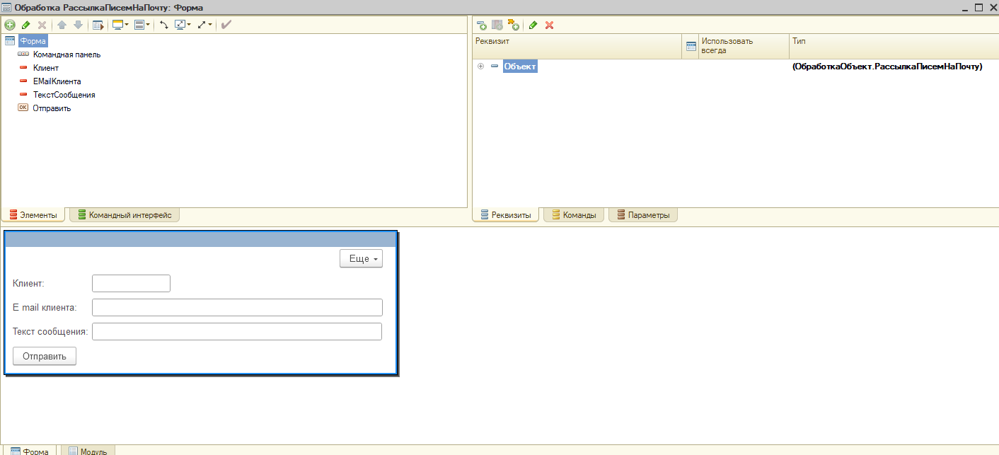 Обработка РассылкаПисемНаПочту: Форма
Форма
Командная панель
Клиент
EMailКлиента
ТекстСообщения
OK Отправить
Элементы
Командный интерфейс
Реквизит
Использовать
всегда
Тип
Объект
(ОбработкаОбъект.РассылкаПисемНаПочту)
Реквизиты
Команды
Параметры
Еще
Клиент:
E mail клиента:
Текст сообщения:
Отправить
Форма
Модуль